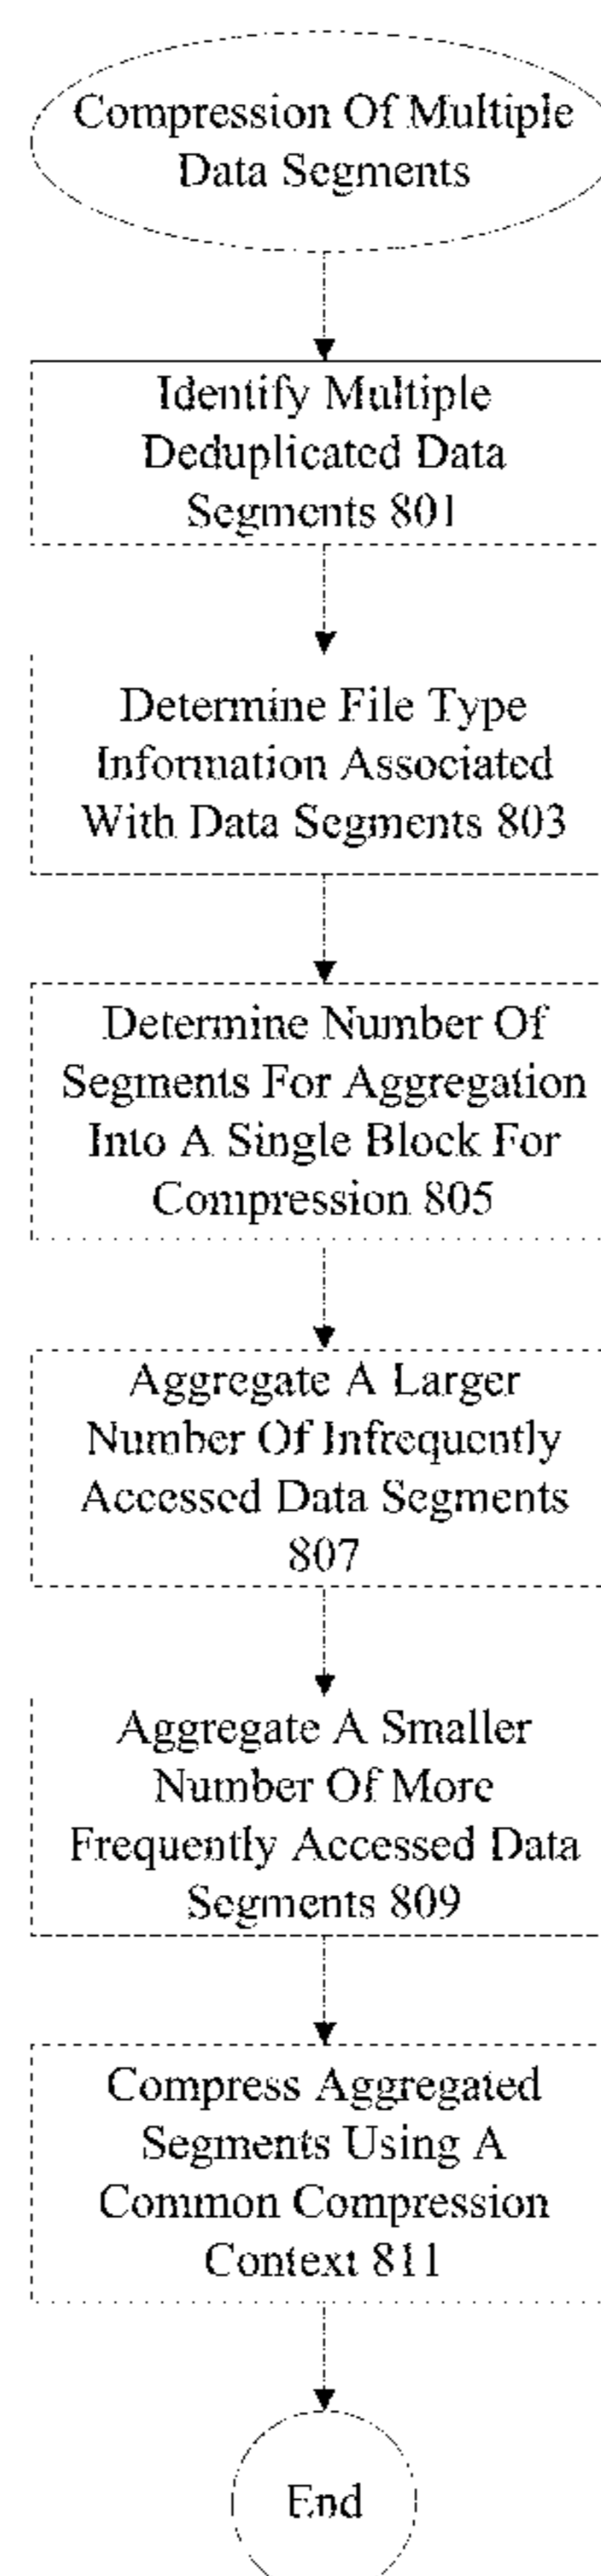 Compression Of Multiple
Data Segments
Identify Multiple
Deduplicated Data
Segments 801
Determine File Type
Information Associated
With Data Segments 803
Determine Number Of
Segments For Aggregation
Into A Single Block For
Compression 805
Aggregate A Larger
Number Of Infrequently
Accessed Data Segments
807
Aggregate A Smaller
Number Of More
Frequently Accessed Data
Segments 809
Compress Aggregated
Segments Using A
Common Compression
Context 811
End